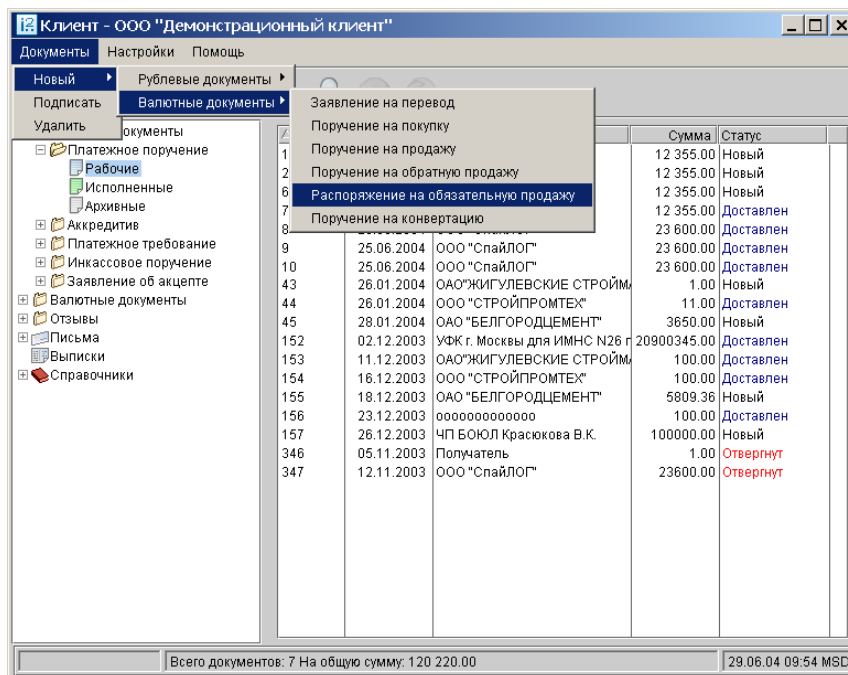 Клиент - ООО "Демонстрационный клиент"
Документы Настройки Помощь
Новый Рублевые документы
Подписать Валютные документы Заявление на перевод
Удалить Поручение на покупку
окументы Поручение на продажу Сумма Статус
Платежное поручение 1 Поручение на обратную продажу 12 355.00 Новый
Рабочие 2 Распоряжение на обязательную продажу 12 355.00 Новый
Исполненные 6 Поручение на конвертацию 12 355.00 Новый
Архивные 7 12 355.00 Доставлен
Аккредитив 8 23 600.00 Доставлен
Платежное требование 9 25.06.2004 ООО "СпайЛОГ" 23 600.00 Доставлен
Инкассовое поручение 10 25.06.2004 ООО "СпайЛОГ" 23 600.00 Доставлен
Заявление об акцепте 43 26.01.2004 ОАО"ЖИГУЛЕВСКИЕ СТРОЙМ 1.00 Новый
Валютные документы 44 26.01.2004 ООО "СТРОЙПРОМТЕХ" 11.00 Доставлен
Отзывы 45 28.01.2004 ОАО "БЕЛГОРОДЦЕМЕНТ" 3650.00 Новый
Письма 152 02.12.2003 УФК г. Москвы для ИМНС N26 г 20900345.00 Доставлен
Выписки 153 11.12.2003 ОАО"ЖИГУЛЕВСКИЕ СТРОЙМ 100.00 Доставлен
Справочники 154 16.12.2003 ООО "СТРОЙПРОМТЕХ" 100.00 Доставлен
155 18.12.2003 ОАО "БЕЛГОРОДЦЕМЕНТ" 5809.36 Новый
156 23.12.2003 ооооооооооооо 100.00 Доставлен
157 26.12.2003 ЧП БОЮЛ Красюкова В.К. 100000.00 Новый
346 05.11.2003 Получатель 1.00 Отвергнут
347 12.11.2003 ООО "СпайЛОГ" 23600.00 Отвергнут
Всего документов: 7 На общую сумму: 120 220.00 29.06.04 09:54 MSD